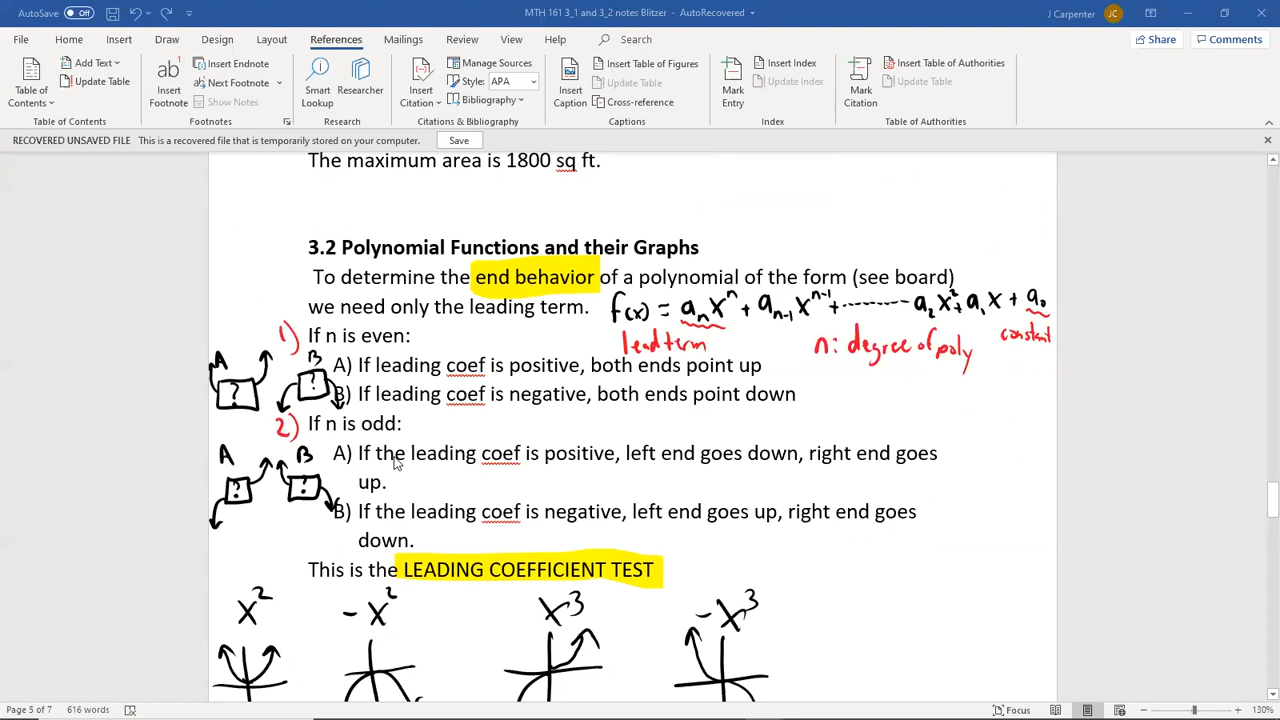 AutoSave Off MTH 161 3_1 and 3_2 notes Blitzer - AutoRecovered J Carpenter JC
File Home Insert Draw Design Layout References Mailings Review View Help Search Share Comments
Table of Contents Add Text Update Table
Insert Footnote Insert Endnote Next Footnote Show Notes
Smart Lookup Researcher
Insert Citation Manage Sources Style: APA Bibliography
Insert Caption Insert Table of Figures Update Table Cross-reference
Mark Entry Insert Index Update Index
Mark Citation Insert Table of Authorities Update Table
Table of Contents Footnotes Research Citations & Bibliography Captions Index Table of Authorities
RECOVERED UNSAVED FILE This is a recovered file that is temporarily stored on your computer. Save
The maximum area is 1800 sq ft.
3.2 Polynomial Functions and their Graphs
To determine the end behavior of a polynomial of the form (see board)
we need only the leading term. f(x) = aₙxⁿ + aₙ₋₁xⁿ⁻¹ + -------- a₂x² + a₁x + a₀
lead term n: degree of poly constant
1) If n is even:
A B
? ?
A) If leading coef is positive, both ends point up
B) If leading coef is negative, both ends point down
2) If n is odd:
A B
? ?
A) If the leading coef is positive, left end goes down, right end goes
up.
B) If the leading coef is negative, left end goes up, right end goes
down.
This is the LEADING COEFFICIENT TEST
x² -x² x³ -x³
Page 5 of 7 616 words Focus 130%